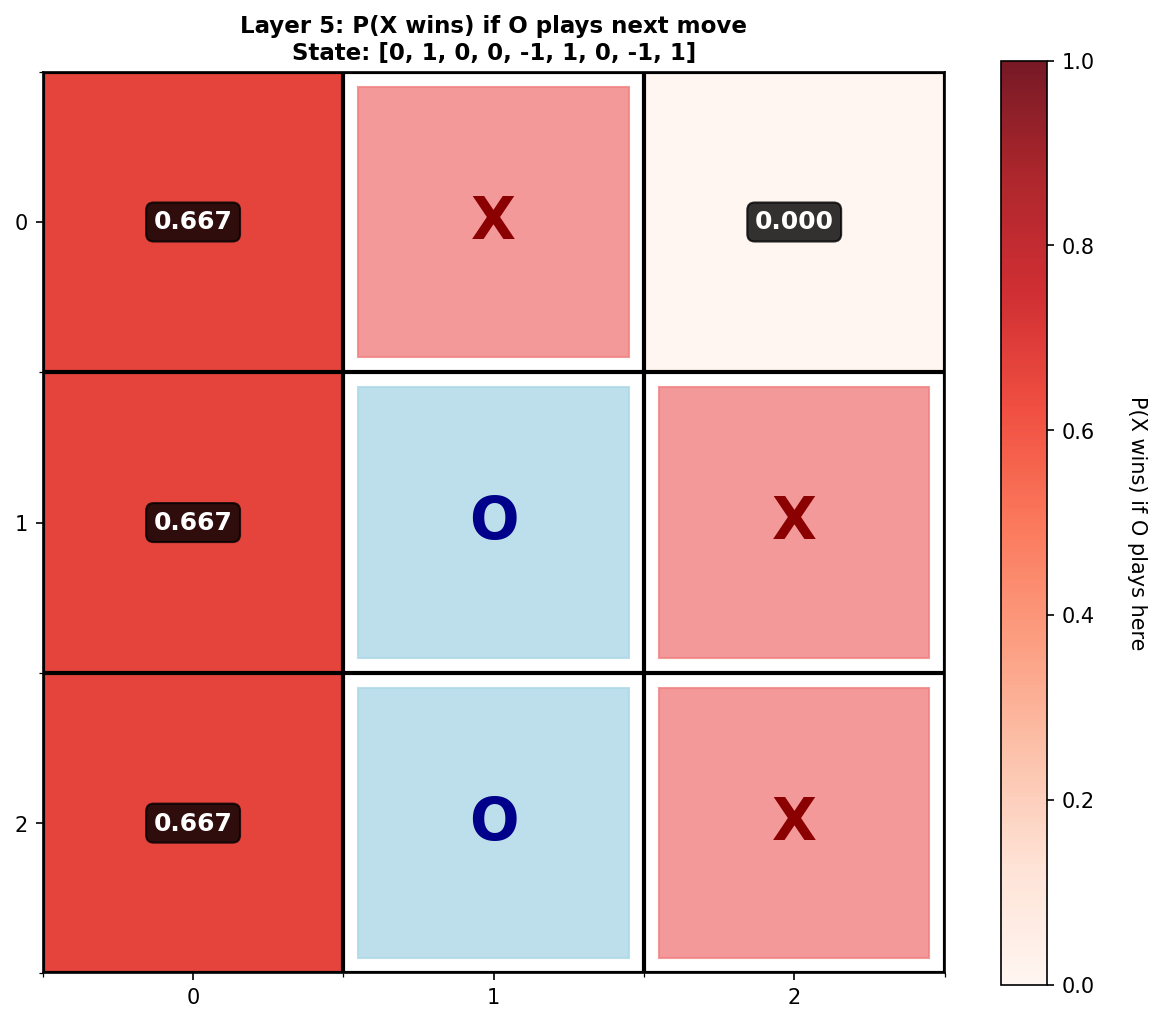 Layer 5: P(X wins) if O plays next move
State: [0, 1, 0, 0, -1, 1, 0, -1, 1]
0
0.667
X
0.000
1
0.667
O
X
2
0.667
O
X
0
1
2
1.0
0.8
0.6
0.4
0.2
0.0
P(X wins) if O plays here